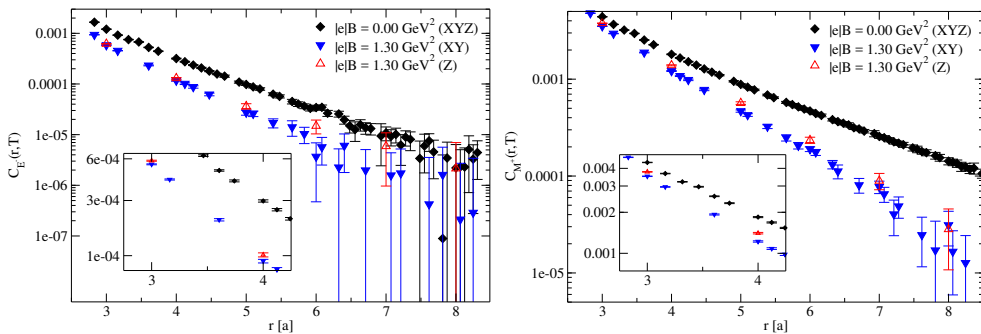 |e|B = 0.00 GeV² (XYZ)
|e|B = 1.30 GeV² (XY)
|e|B = 1.30 GeV² (Z)
0.001
0.0001
1e-05
1e-06
1e-07
C_E⁻(r,T)
6e-04
3e-04
1e-04
3 4
3 4 5 6 7 8
r [a]
|e|B = 0.00 GeV² (XYZ)
|e|B = 1.30 GeV² (XY)
|e|B = 1.30 GeV² (Z)
0.001
0.0001
1e-05
C_M⁺(r,T)
0.004
0.003
0.002
0.001
3 4
3 4 5 6 7 8
r [a]